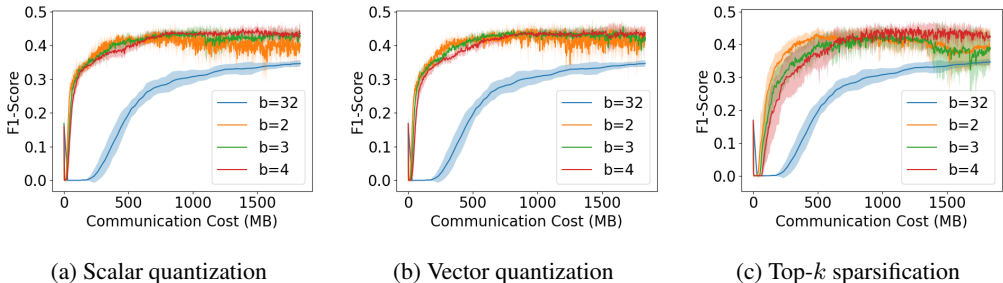 0.5
0.4
0.3
0.2
0.1
0.0
F1-Score
b=32
b=2
b=3
b=4
0 500 1000 1500
Communication Cost (MB)
(a) Scalar quantization
0.5
0.4
0.3
0.2
0.1
0.0
F1-Score
b=32
b=2
b=3
b=4
0 500 1000 1500
Communication Cost (MB)
(b) Vector quantization
0.5
0.4
0.3
0.2
0.1
0.0
F1-Score
b=32
b=2
b=3
b=4
0 500 1000 1500
Communication Cost (MB)
(c) Top-k sparsification